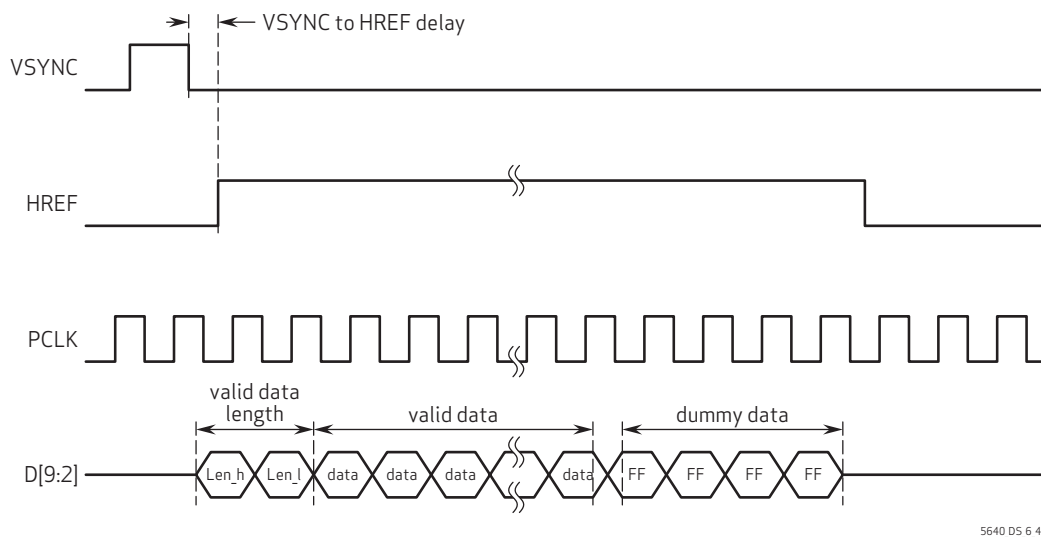 VSYNC to HREF delay
VSYNC
HREF
PCLK
valid data
length
valid data
dummy data
D[9:2]
Len_h
Len_l
data
data
data
data
FF
FF
FF
FF
5640 DS 6 4